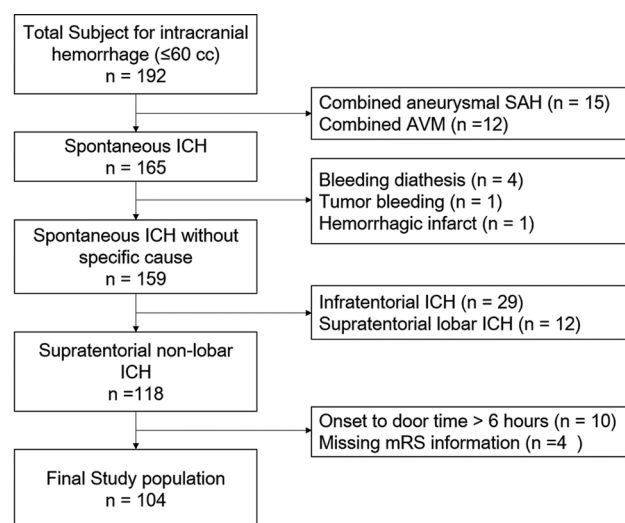 Total Subject for intracranial
hemorrhage (≤60 cc)
n = 192
Combined aneurysmal SAH (n = 15)
Combined AVM (n =12)
Spontaneous ICH
n = 165
Bleeding diathesis (n = 4)
Tumor bleeding (n = 1)
Hemorrhagic infarct (n = 1)
Spontaneous ICH without
specific cause
n = 159
Infratentorial ICH (n = 29)
Supratentorial lobar ICH (n = 12)
Supratentorial non-lobar
ICH
n =118
Onset to door time > 6 hours (n = 10)
Missing mRS information (n =4  )
Final Study population
n = 104